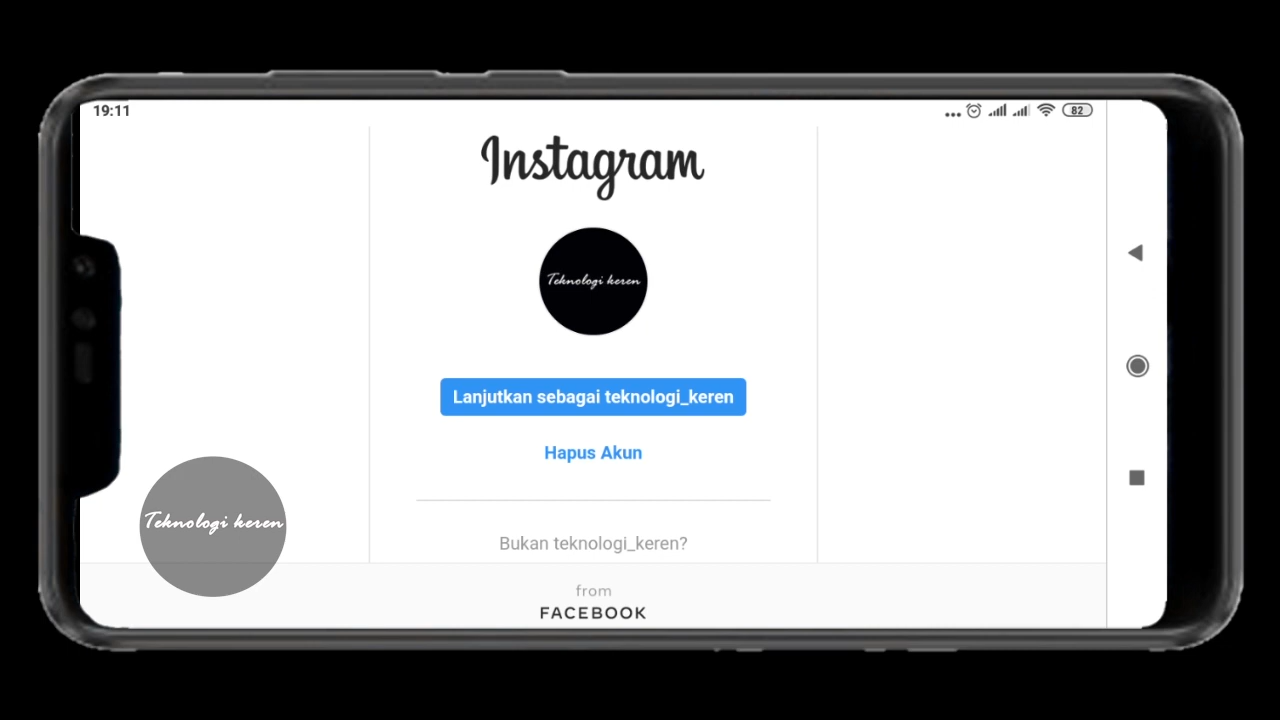 19:11
82
Instagram
Teknologi keren
Lanjutkan sebagai teknologi_keren
Hapus Akun
Bukan teknologi_keren?
Teknologi keren
from
FACEBOOK